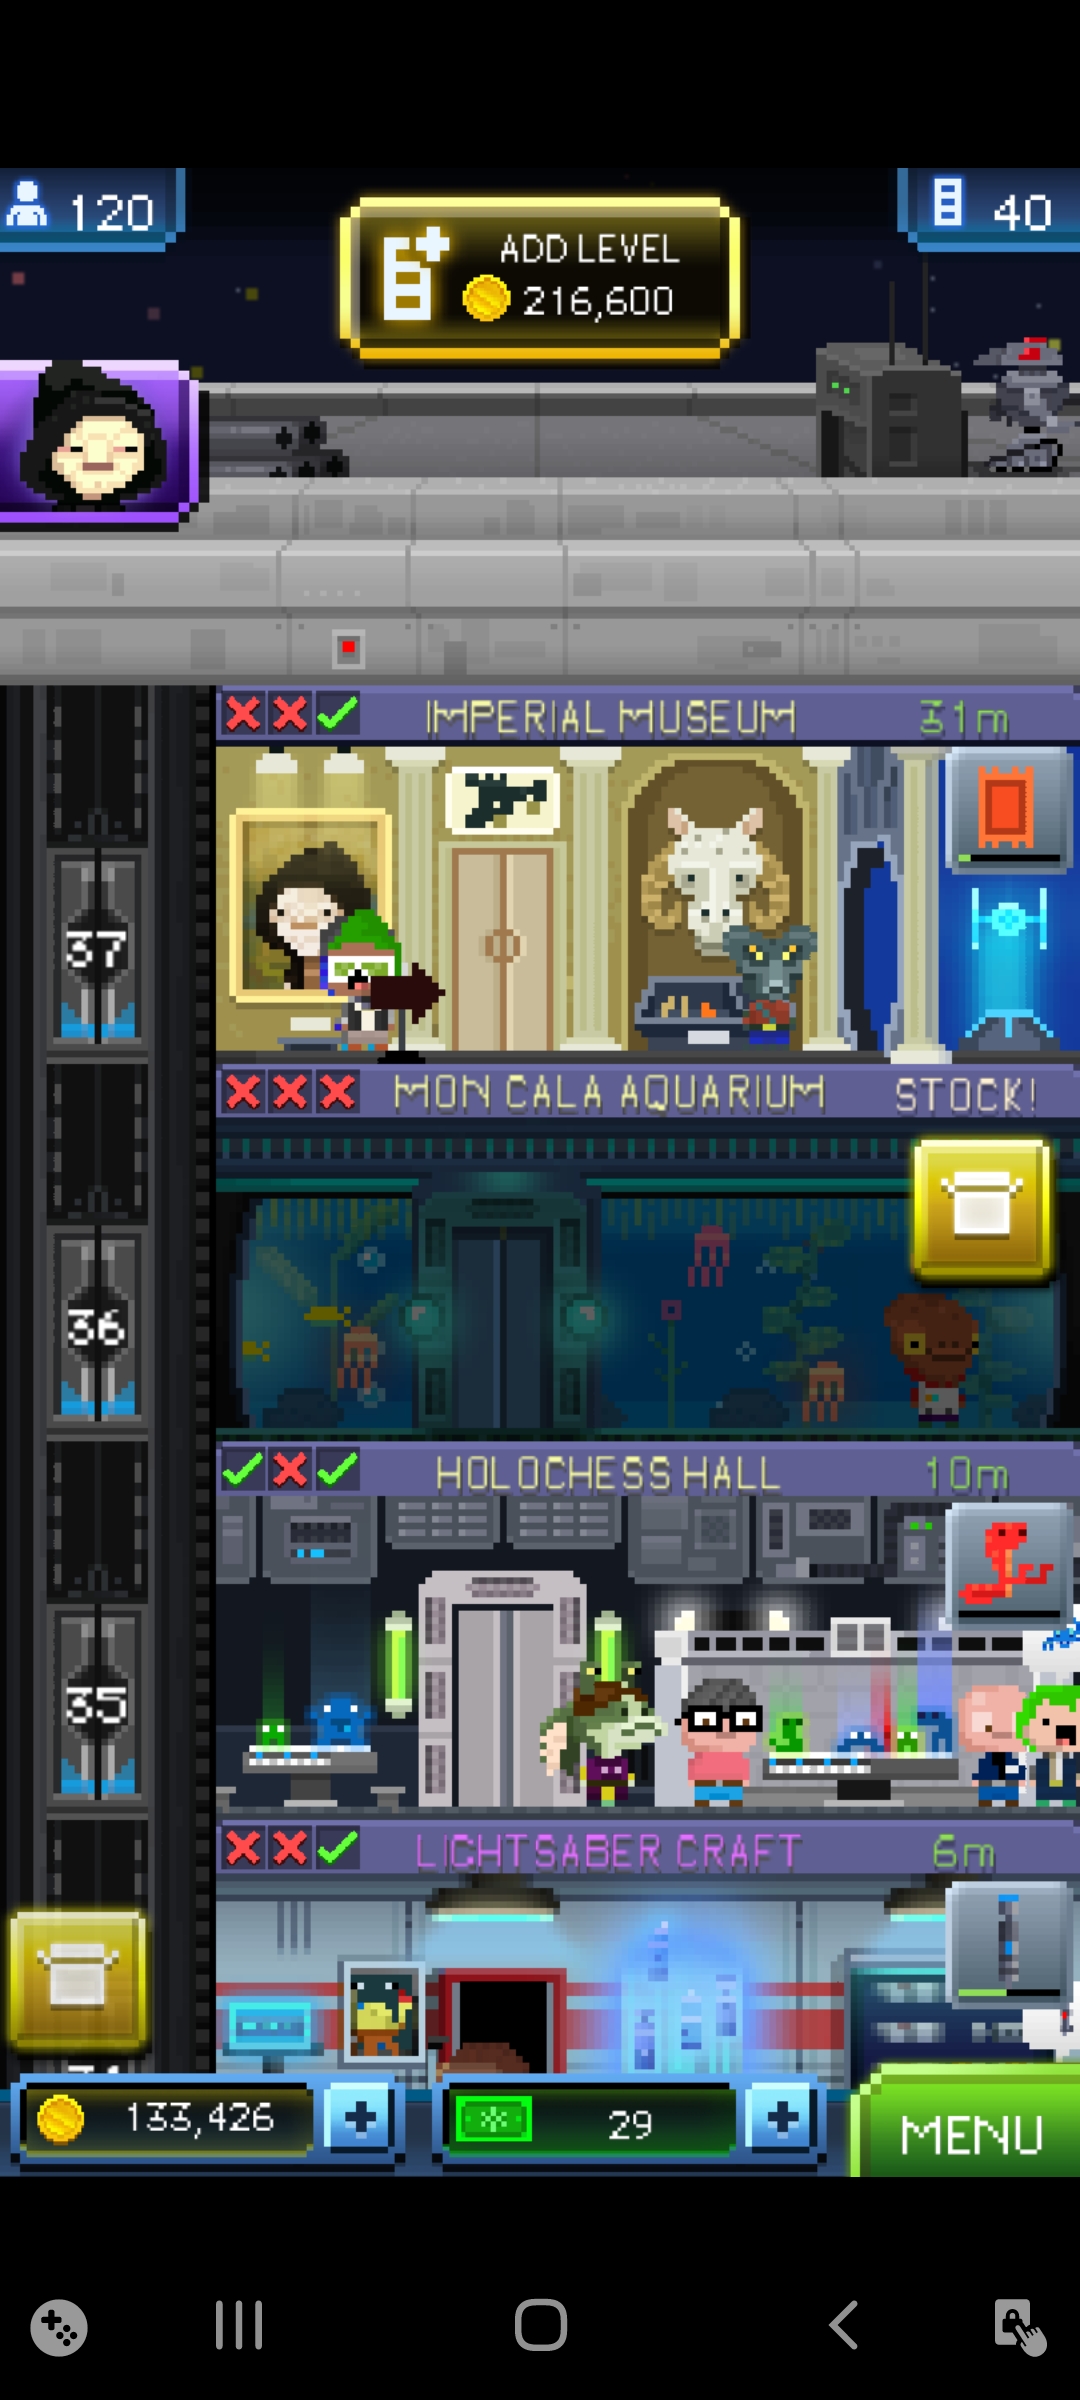 120
ADD LEVEL
216,600
40
IMPERIAL MUSEUM 31m
37
MON CALA AQUARIUM STOCK!
36
HOLOCHESS HALL 10m
35
LIGHTSABER CRAFT 6m
133,426
29
MENU